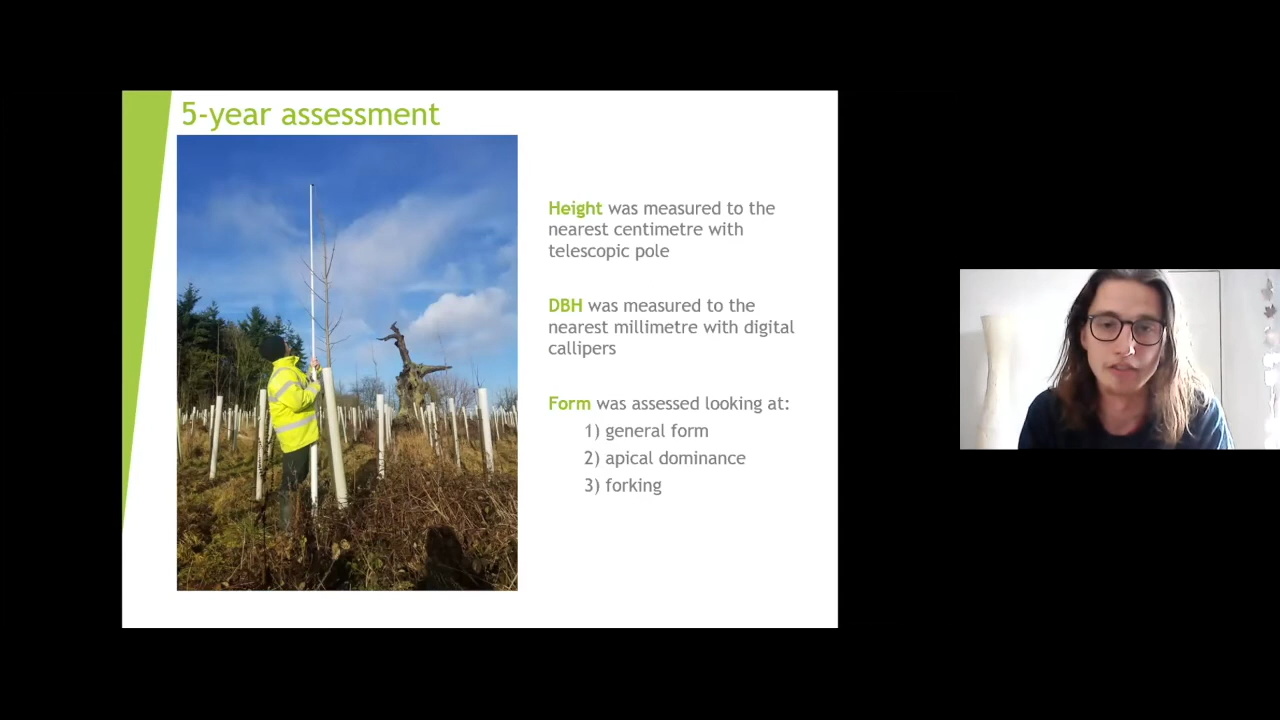 5-year assessment
Height was measured to the
nearest centimetre with
telescopic pole
DBH was measured to the
nearest millimetre with digital
callipers
Form was assessed looking at:
1) general form
2) apical dominance
3) forking